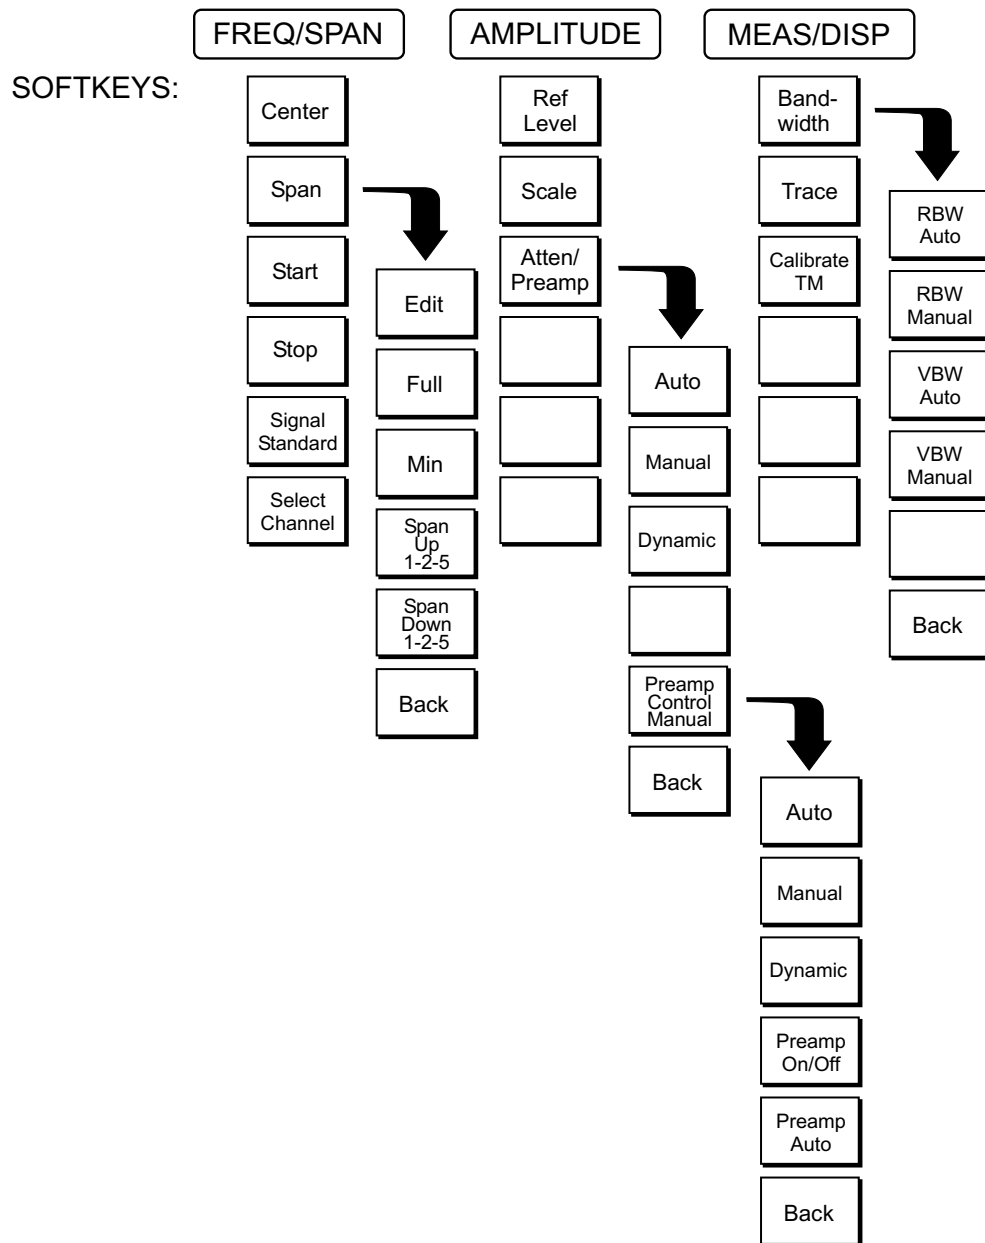 FREQ/SPAN
AMPLITUDE
MEAS/DISP
SOFTKEYS:
Center
Span
Start
Stop
Signal
Standard
Select
Channel
Edit
Full
Min
Span
Up
1-2-5
Span
Down
1-2-5
Back
Ref
Level
Scale
Atten/
Preamp
Auto
Manual
Dynamic
Preamp
Control
Manual
Back
Auto
Manual
Dynamic
Preamp
On/Off
Preamp
Auto
Back
Band-
width
Trace
Calibrate
TM
RBW
Auto
RBW
Manual
VBW
Auto
VBW
Manual
Back